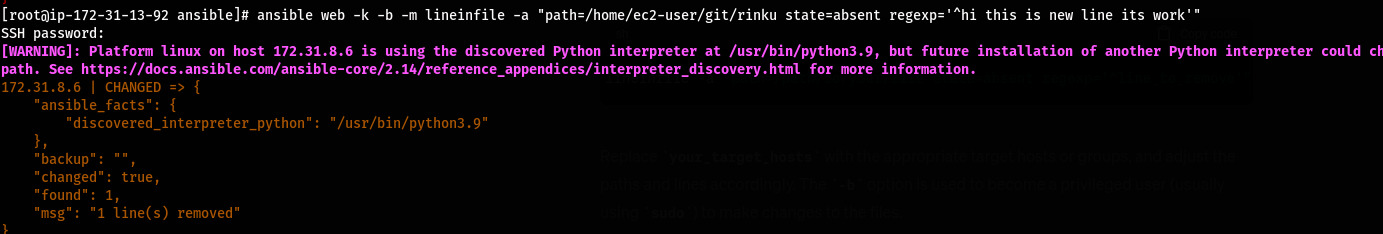 [root@ip-172-31-13-92 ansible]# ansible web -k -b -m lineinfile -a "path=/home/ec2-user/git/rinku state=absent regexp='^hi this is new line its work'"
SSH password:
[WARNING]: Platform linux on host 172.31.8.6 is using the discovered Python interpreter at /usr/bin/python3.9, but future installation of another Python interpreter could ch
path. See https://docs.ansible.com/ansible-core/2.14/reference_appendices/interpreter_discovery.html for more information.
172.31.8.6 | CHANGED => {
    "ansible_facts": {
        "discovered_interpreter_python": "/usr/bin/python3.9"
    },
    "backup": "",
    "changed": true,
    "found": 1,
    "msg": "1 line(s) removed"
}